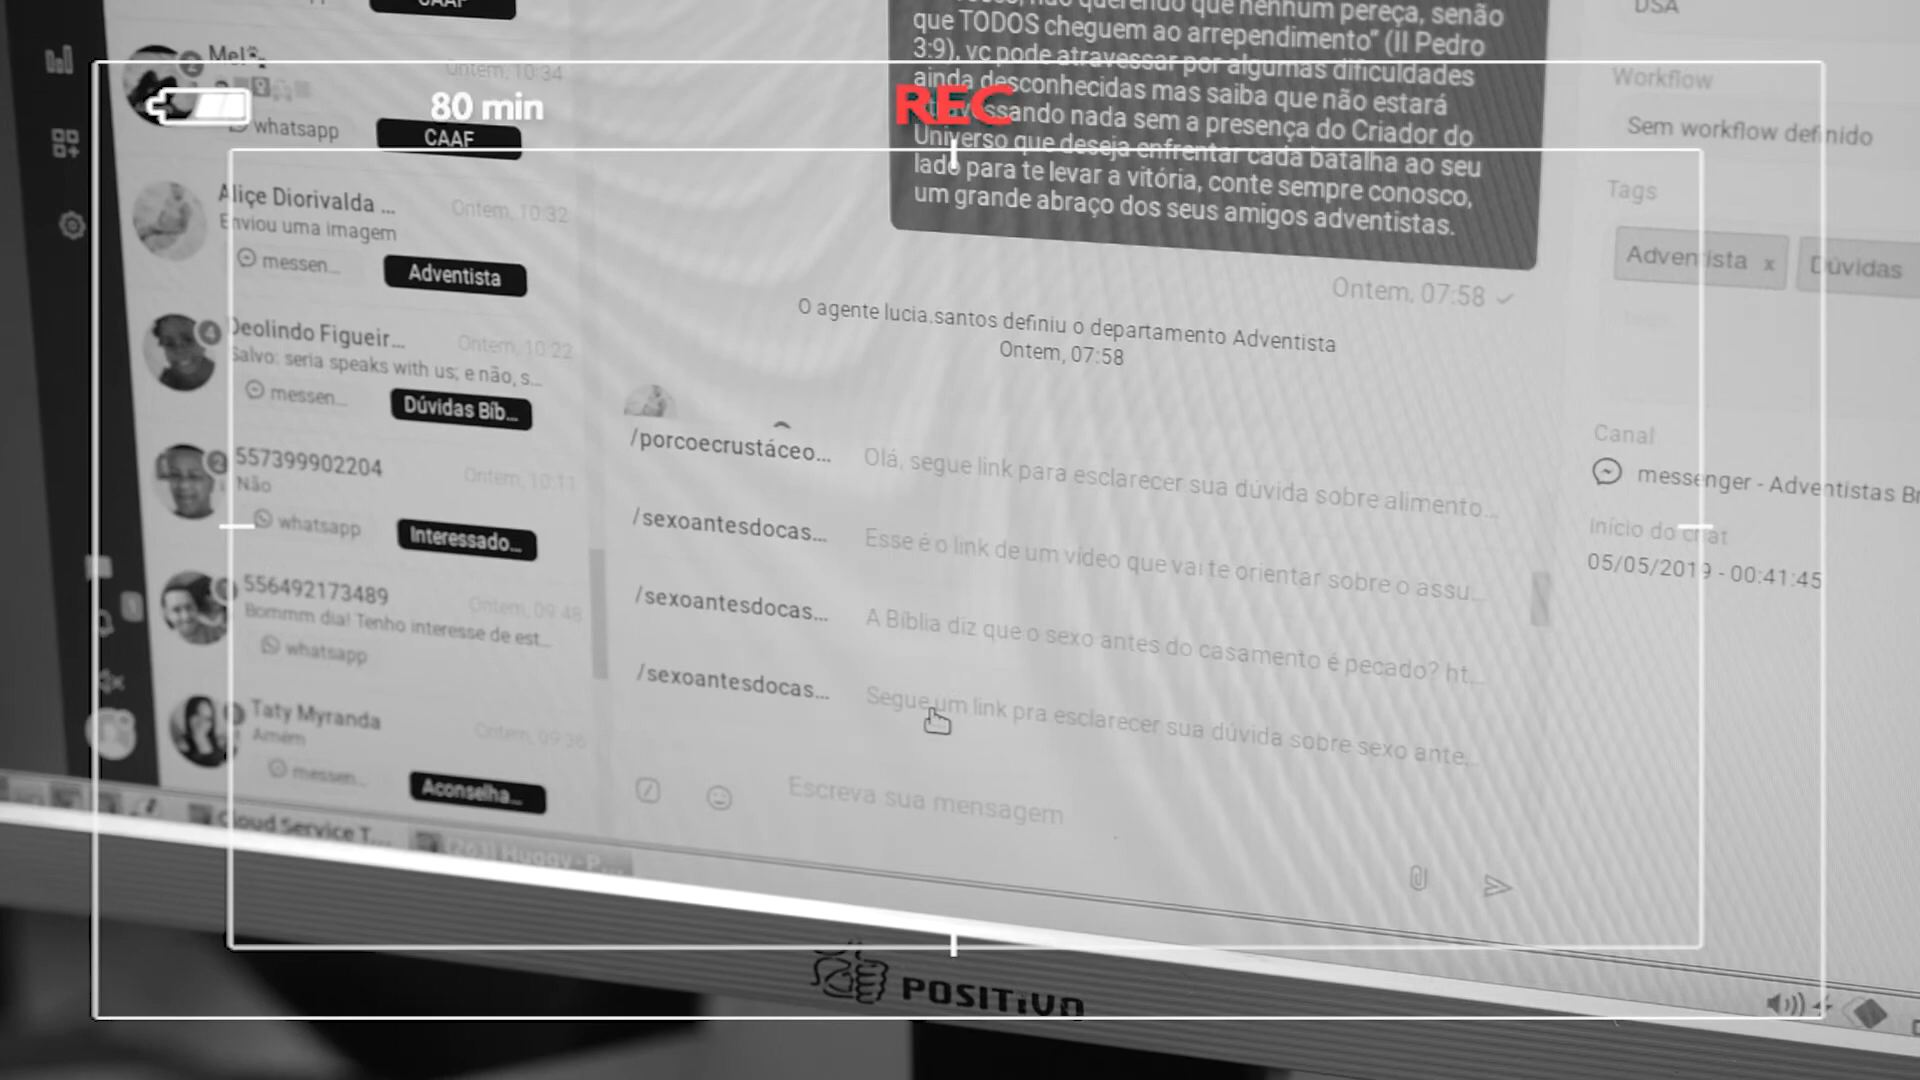 CAAF
Mel
Ontem, 10:34
whatsapp
CAAF
80 min
REC
Aliçe Diorivalda ...
Ontem, 10:32
Enviou uma imagem
messen...
Adventista
Deolindo Figueir...
Ontem, 10:22
Salvo: seria speaks with us; e não, s...
messen...
Dúvidas Bíb...
557399902204
Ontem, 10:11
Não
whatsapp
Interessado...
556492173489
Ontem, 09:48
Bommm dia! Tenho interesse de est...
whatsapp
Taty Myranda
Ontem, 09:36
Amém
messen...
Aconselha...
Cloud Service T...
(261) Huggy - P...
que nenhum pereça, senão
que TODOS cheguem ao arrependimento" (II Pedro
3:9), vc pode atravessar por algumas dificuldades
ainda desconhecidas mas saiba que não estará
nada sem a presença do Criador do
Universo que deseja enfrentar cada batalha ao seu
lado para te levar a vitória, conte sempre conosco,
um grande abraço dos seus amigos adventistas.
Ontem, 07:58
O agente lucia.santos definiu o departamento Adventista
Ontem, 07:58
/porcoecrustáceo... Olá, segue link para esclarecer sua dúvida sobre alimento...
/sexoantesdocas... Esse é o link de um vídeo que vai te orientar sobre o assu...
/sexoantesdocas... A Bíblia diz que o sexo antes do casamento é pecado? ht...
/sexoantesdocas... Segue um link pra esclarecer sua dúvida sobre sexo ante...
Escreva sua mensagem
DSA
Workflow
Sem workflow definido
Tags
Adventista x
Dúvidas
Canal
messenger - Adventistas Br
Início do chat
05/05/2019 - 00:41:45
POSITIVO